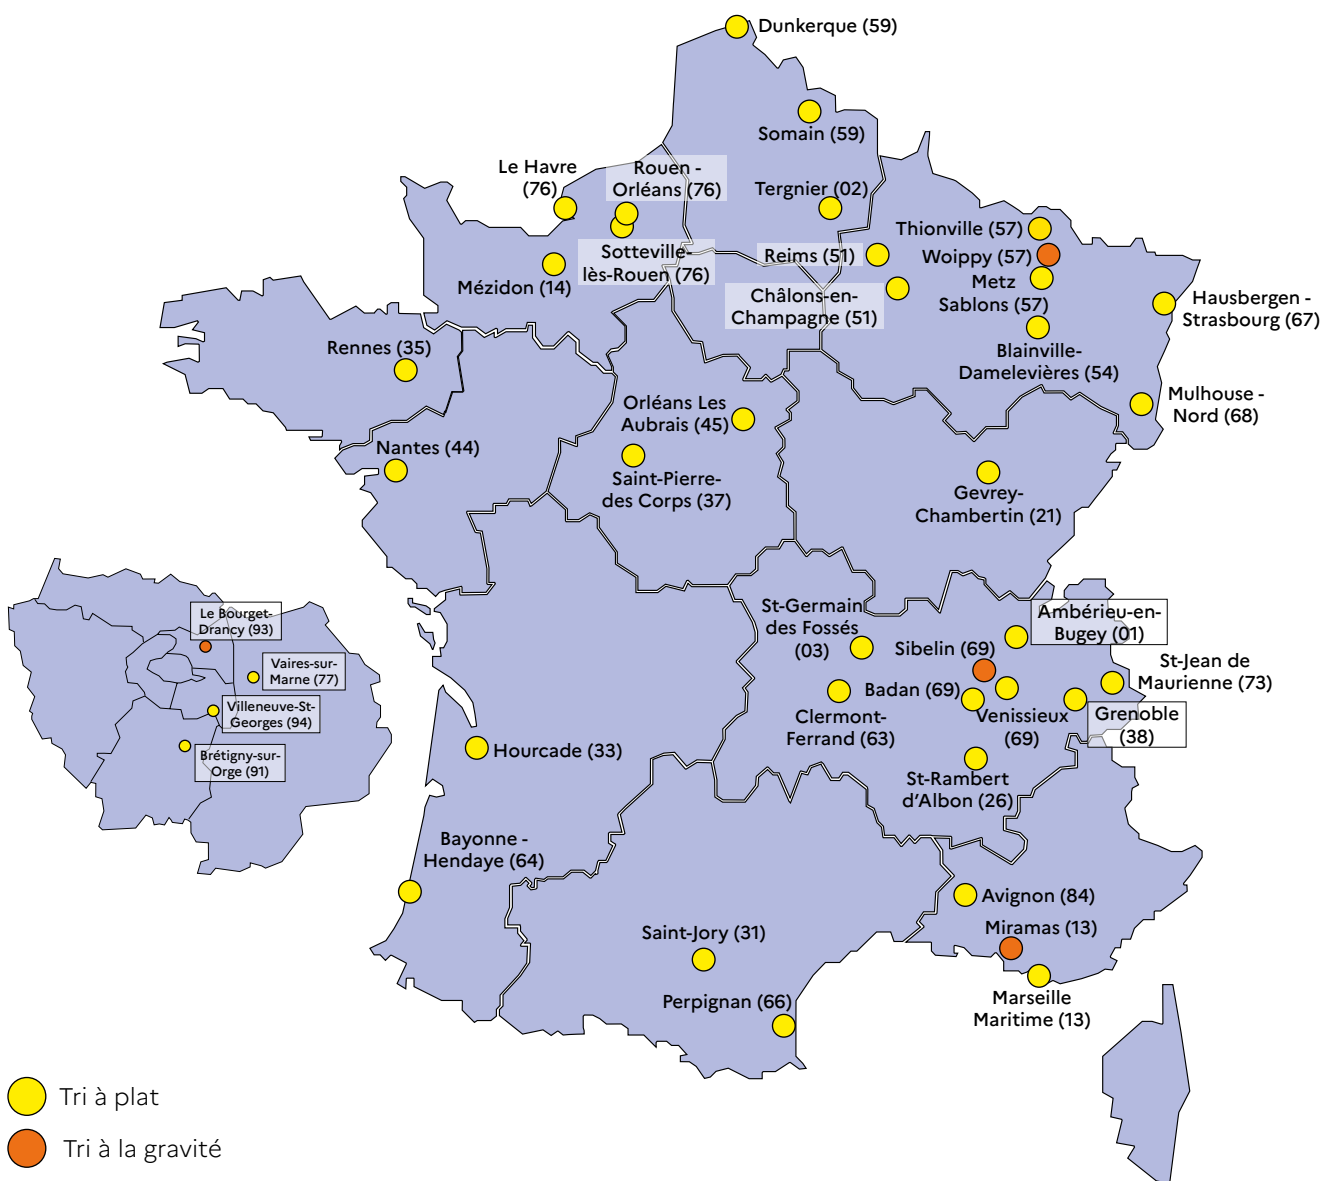 Dunkerque (59)
Somain (59)
Le Havre
(76)
Rouen -
Orléans (76)
Tergnier (02)
Sotteville-
lès-Rouen (76)
Mézidon (14)
Reims (51)
Châlons-en-
Champagne (51)
Thionville (57)
Woippy (57)
Metz
Sablons (57)
Hausbergen -
Strasbourg (67)
Blainville-
Damelevières (54)
Mulhouse -
Nord (68)
Rennes (35)
Nantes (44)
Orléans Les
Aubrais (45)
Saint-Pierre-
des Corps (37)
Gevrey-
Chambertin (21)
Le Bourget-
Drancy (93)
Vaires-sur-
Marne (77)
Villeneuve-St-
Georges (94)
Brétigny-sur-
Orge (91)
St-Germain
des Fossés
(03)
Ambérieu-en-
Bugey (01)
Sibelin (69)
St-Jean de
Maurienne (73)
Badan (69)
Clermont-
Ferrand (63)
Venissieux
(69)
Grenoble
(38)
St-Rambert
d'Albon (26)
Hourcade (33)
Bayonne -
Hendaye (64)
Avignon (84)
Miramas (13)
Saint-Jory (31)
Perpignan (66)
Marseille
Maritime (13)
Tri à plat
Tri à la gravité